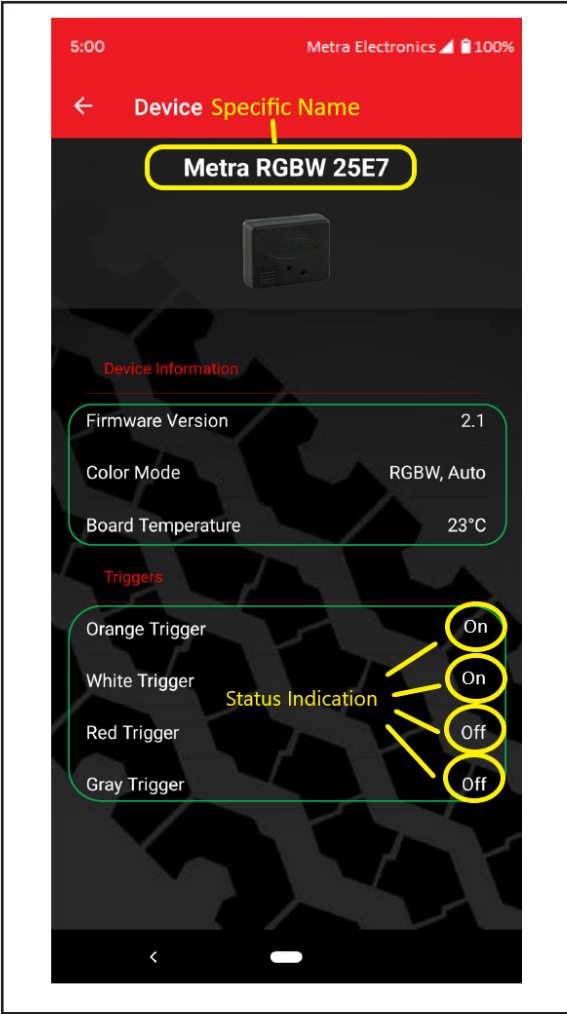 5:00 Metra Electronics 100%
Device Specific Name
Metra RGBW 25E7
Device Information
Firmware Version 2.1
Color Mode RGBW, Auto
Board Temperature 23°C
Triggers
Orange Trigger On
White Trigger On
Status Indication
Red Trigger Off
Gray Trigger Off